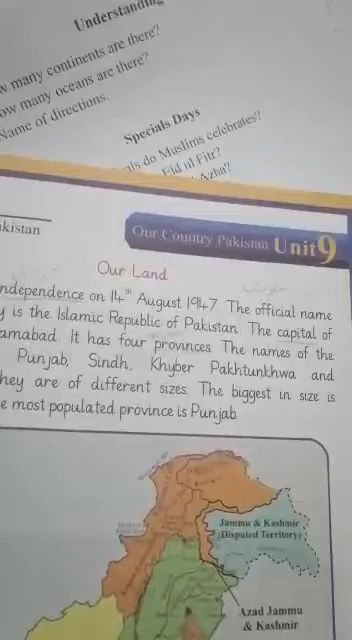 Understanding
w many continents are there?
ow many oceans are there?
Name of directions.
Specials Days
als do Muslims celebrates?
Eid ul Fitr?
Azha?
akistan
Our Country Pakistan Unit 9
Our Land
ndependence on 14th August 1947. The official name
y is the Islamic Republic of Pakistan. The capital of
amabad. It has four provinces. The names of the
Punjab, Sindh, Khyber Pakhtunkhwa and
hey are of different sizes. The biggest in size is
e most populated province is Punjab
Jammu & Kashmir
(Disputed Territory)
Azad Jammu
& Kashmir